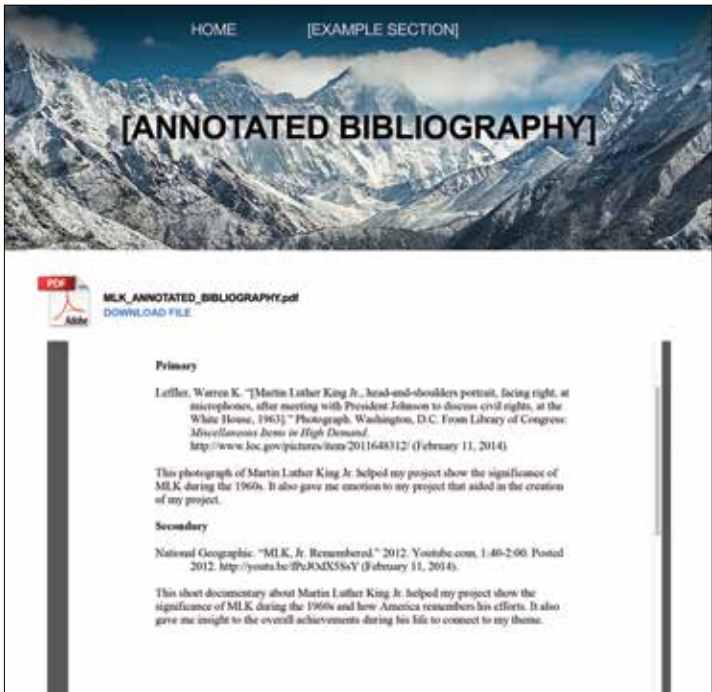 HOME [EXAMPLE SECTION]
[ANNOTATED BIBLIOGRAPHY]
PDF
Adobe
MLK_ANNOTATED_BIBLIOGRAPHY.pdf
DOWNLOAD FILE
Primary
Leffler, Warren K. “[Martin Luther King Jr., head-and-shoulders portrait, facing right, at
microphones, after meeting with President Johnson to discuss civil rights, at the
White House, 1963].” Photograph. Washington, D.C. From Library of Congress:
Miscellaneous Items in High Demand.
http://www.loc.gov/pictures/item/2011648312/ (February 11, 2014)
This photograph of Martin Luther King Jr. helped my project show the significance of
MLK during the 1960s. It also gave me emotion to my project that aided in the creation
of my project.
Secondary
National Geographic. “MLK, Jr. Remembered.” 2012. Youtube.com, 1:40-2:00. Posted
2012. (February 11, 2014).
This short documentary about Martin Luther King Jr. helped my project show the
significance of MLK during the 1960s and how America remembers his efforts. It also
gave me insight to the overall achievements during his life to connect to my theme.